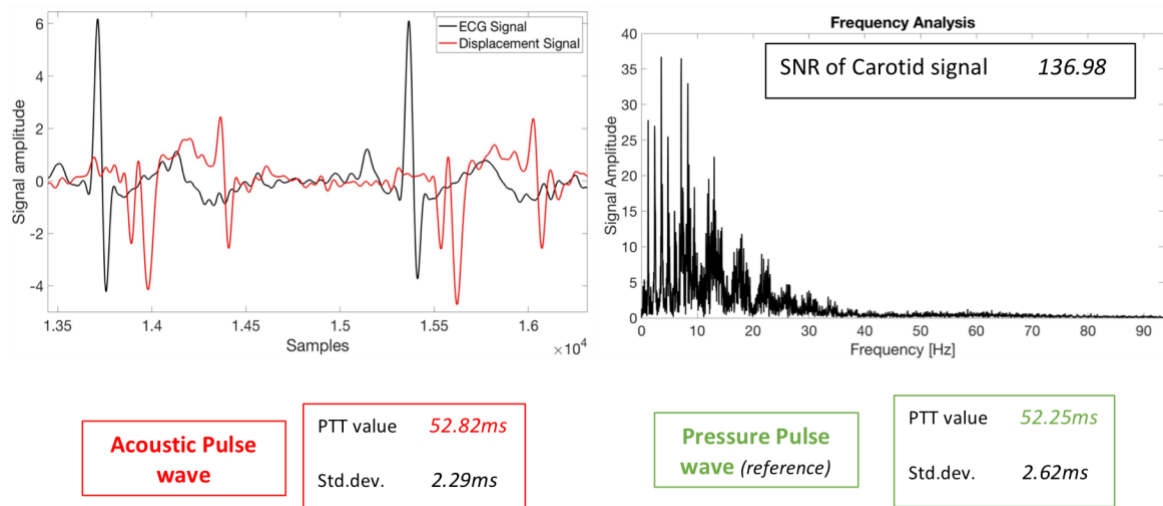 ECG Signal
Displacement Signal
6
4
2
0
-2
-4
Signal amplitude
1.35
1.4
1.45
1.5
1.55
1.6
Samples
×10⁴
Frequency Analysis
SNR of Carotid signal 136.98
40
35
30
25
20
15
10
5
0
Signal Amplitude
0
10
20
30
40
50
60
70
80
90
Frequency [Hz]
Acoustic Pulse
wave
PTT value 52.82ms
Std.dev. 2.29ms
Pressure Pulse
wave (reference)
PTT value 52.25ms
Std.dev. 2.62ms